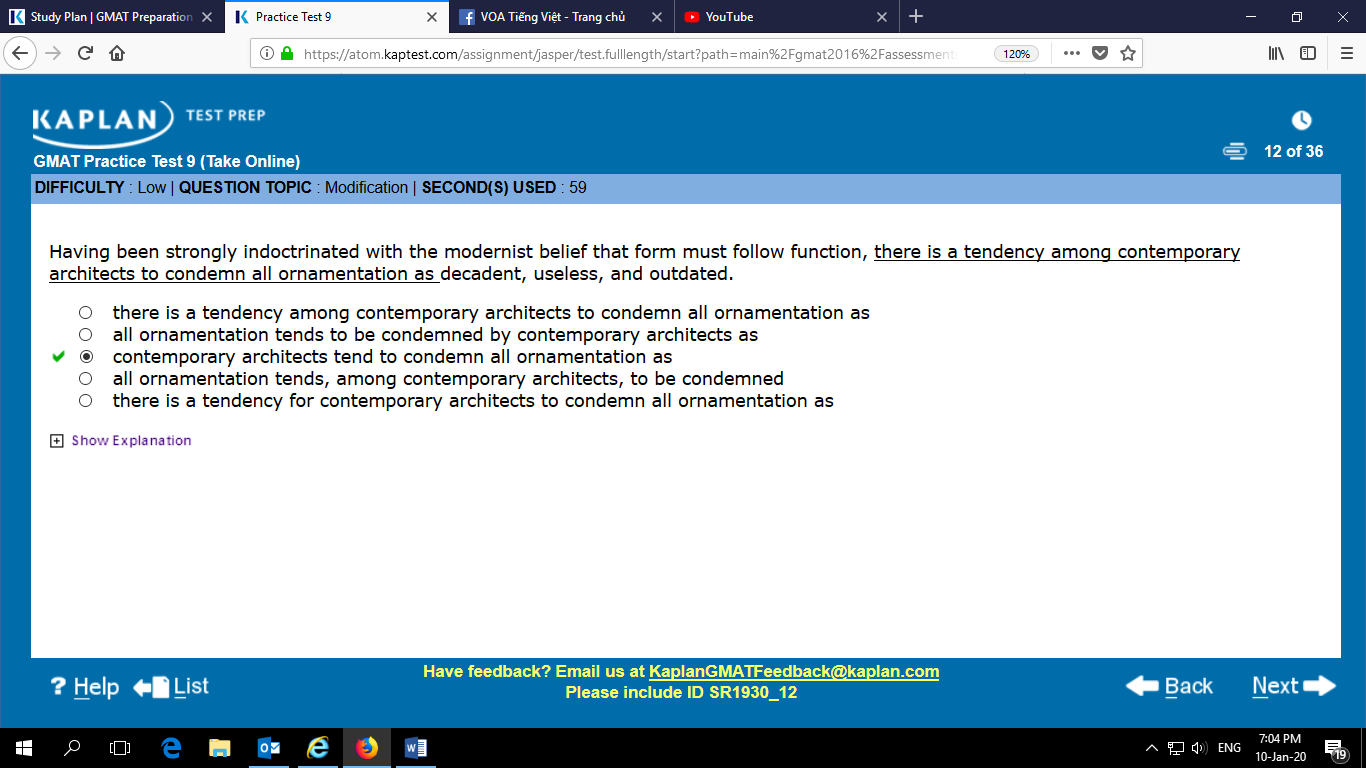 Study Plan | GMAT Preparation
Practice Test 9
VOA Tiếng Việt - Trang chủ
YouTube
https://atom.kaptest.com/assignment/jasper/test.fulllength/start?path=main%2Fgmat2016%2Fassessment
120%
KAPLAN TEST PREP
GMAT Practice Test 9 (Take Online)
12 of 36
DIFFICULTY : Low | QUESTION TOPIC : Modification | SECOND(S) USED : 59
Having been strongly indoctrinated with the modernist belief that form must follow function, there is a tendency among contemporary
architects to condemn all ornamentation as decadent, useless, and outdated.
there is a tendency among contemporary architects to condemn all ornamentation as
all ornamentation tends to be condemned by contemporary architects as
contemporary architects tend to condemn all ornamentation as
all ornamentation tends, among contemporary architects, to be condemned
there is a tendency for contemporary architects to condemn all ornamentation as
Show Explanation
Have feedback? Email us at KaplanGMATFeedback@kaplan.com
Please include ID SR1930_12
? Help
List
Back
Next
ENG
7:04 PM
10-Jan-20
19